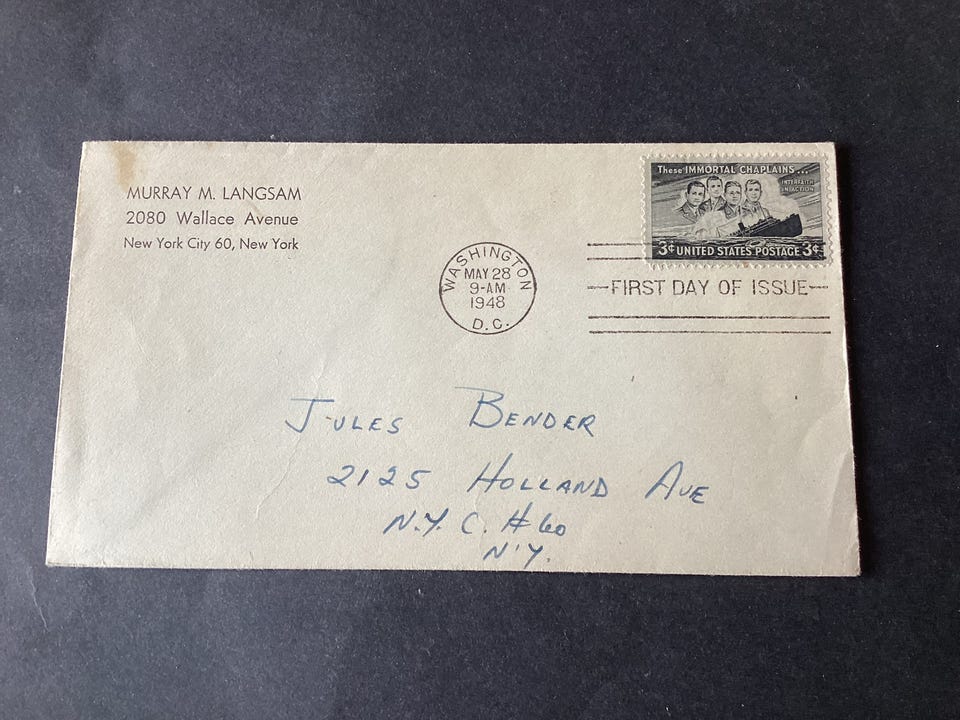 MURRAY M. LANGSAM
2080 Wallace Avenue
New York City 60, New York
These IMMORTAL CHAPLAINS...
INTERFAITH
IN ACTION
3¢ UNITED STATES POSTAGE 3¢
WASHINGTON
MAY 28
9-AM
1948
D.C.
FIRST DAY OF ISSUE
JULES BENDER
2125 HOLLAND AVE
N.Y.C. #60
N.Y.